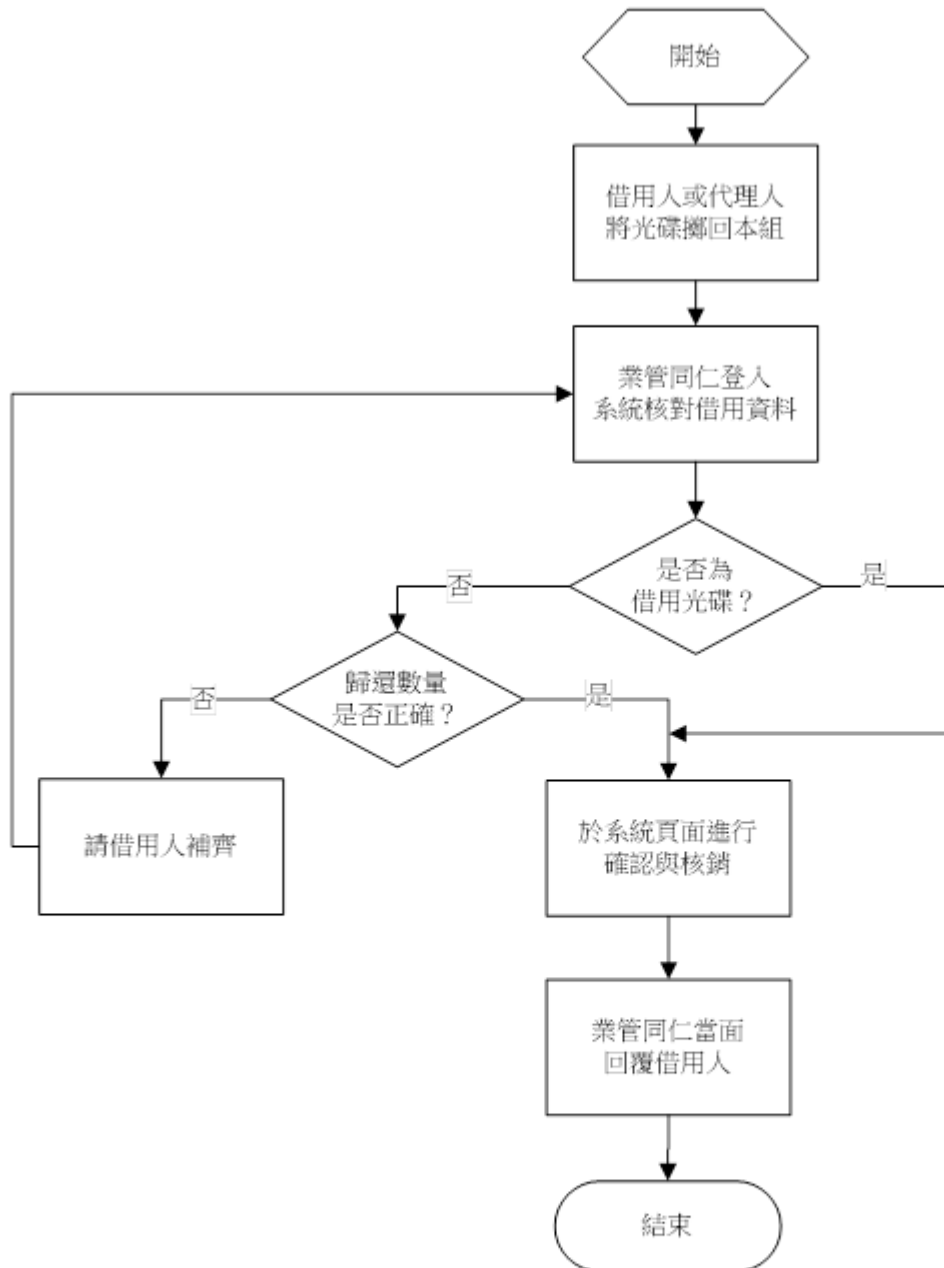 開始
借用人或代理人
將光碟擲回本組
業管同仁登入
系統核對借用資料
是否為
借用光碟？
否
是
歸還數量
是否正確？
否
是
請借用人補齊
於系統頁面進行
確認與核銷
業管同仁當面
回覆借用人
結束